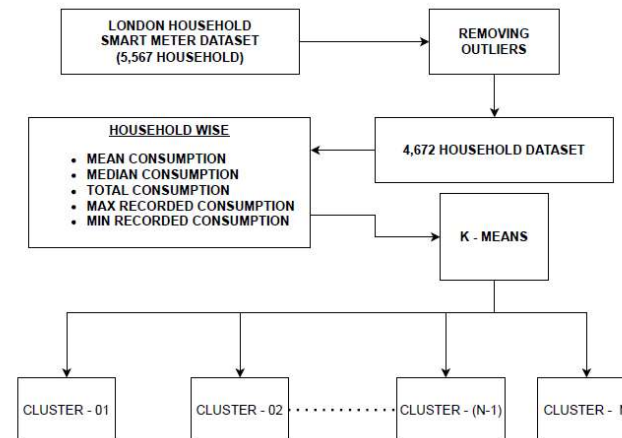 LONDON HOUSEHOLD
SMART METER DATASET
(5,567 HOUSEHOLD)
REMOVING
OUTLIERS
HOUSEHOLD WISE
• MEAN CONSUMPTION
• MEDIAN CONSUMPTION
• TOTAL CONSUMPTION
• MAX RECORDED CONSUMPTION
• MIN RECORDED CONSUMPTION
4,672 HOUSEHOLD DATASET
K - MEANS
CLUSTER - 01
CLUSTER - 02
CLUSTER - (N-1)
CLUSTER -